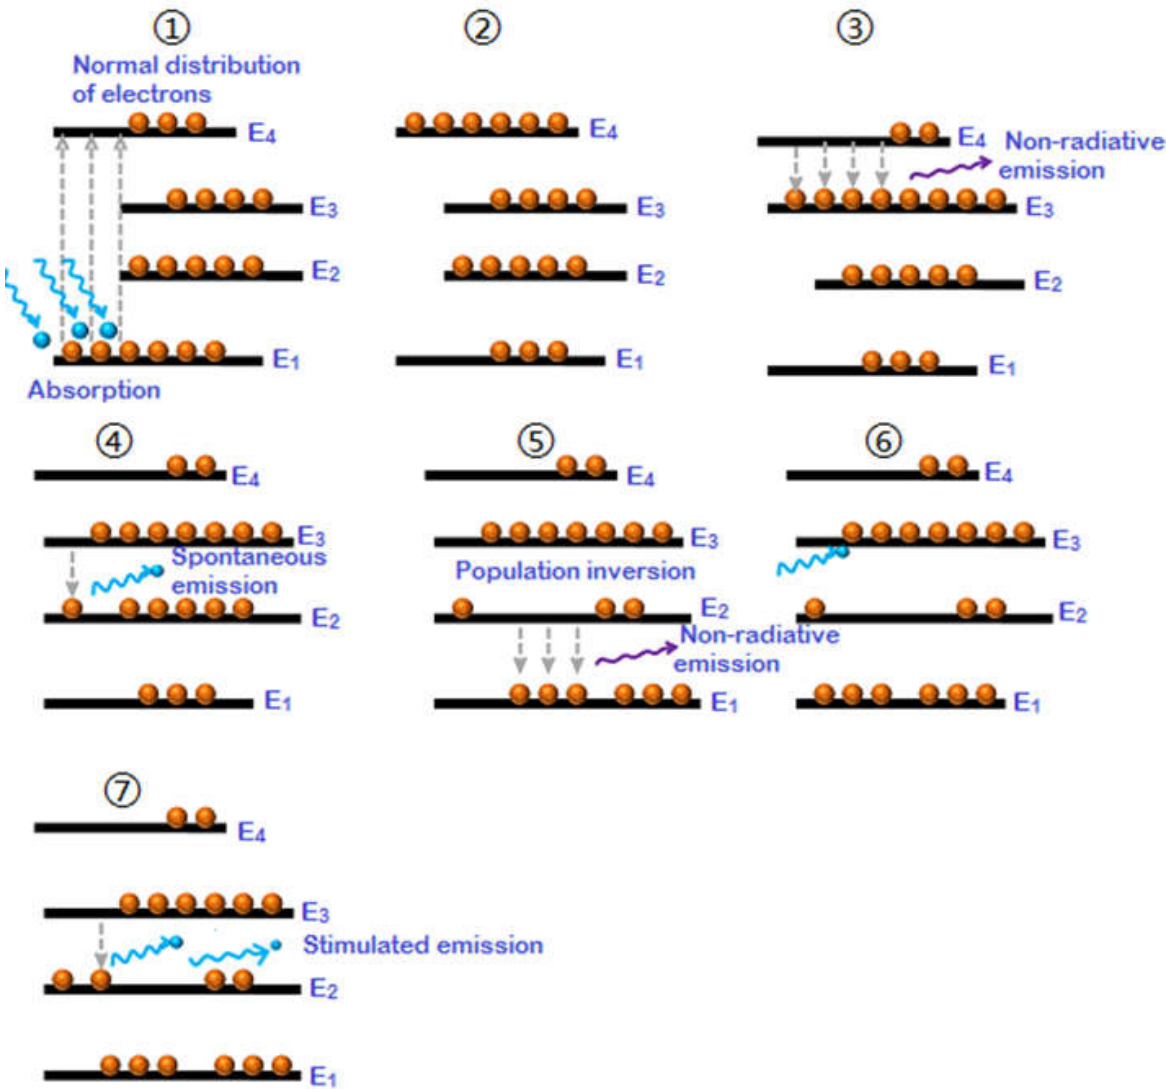 ①
Normal distribution
of electrons
E4
E3
E2
E1
Absorption
②
E4
E3
E2
E1
③
E4
Non-radiative
emission
E3
E2
E1
④
E4
E3
Spontaneous
emission
E2
E1
⑤
E4
E3
Population inversion
E2
Non-radiative
emission
E1
⑥
E4
E3
E2
E1
⑦
E4
E3
Stimulated emission
E2
E1